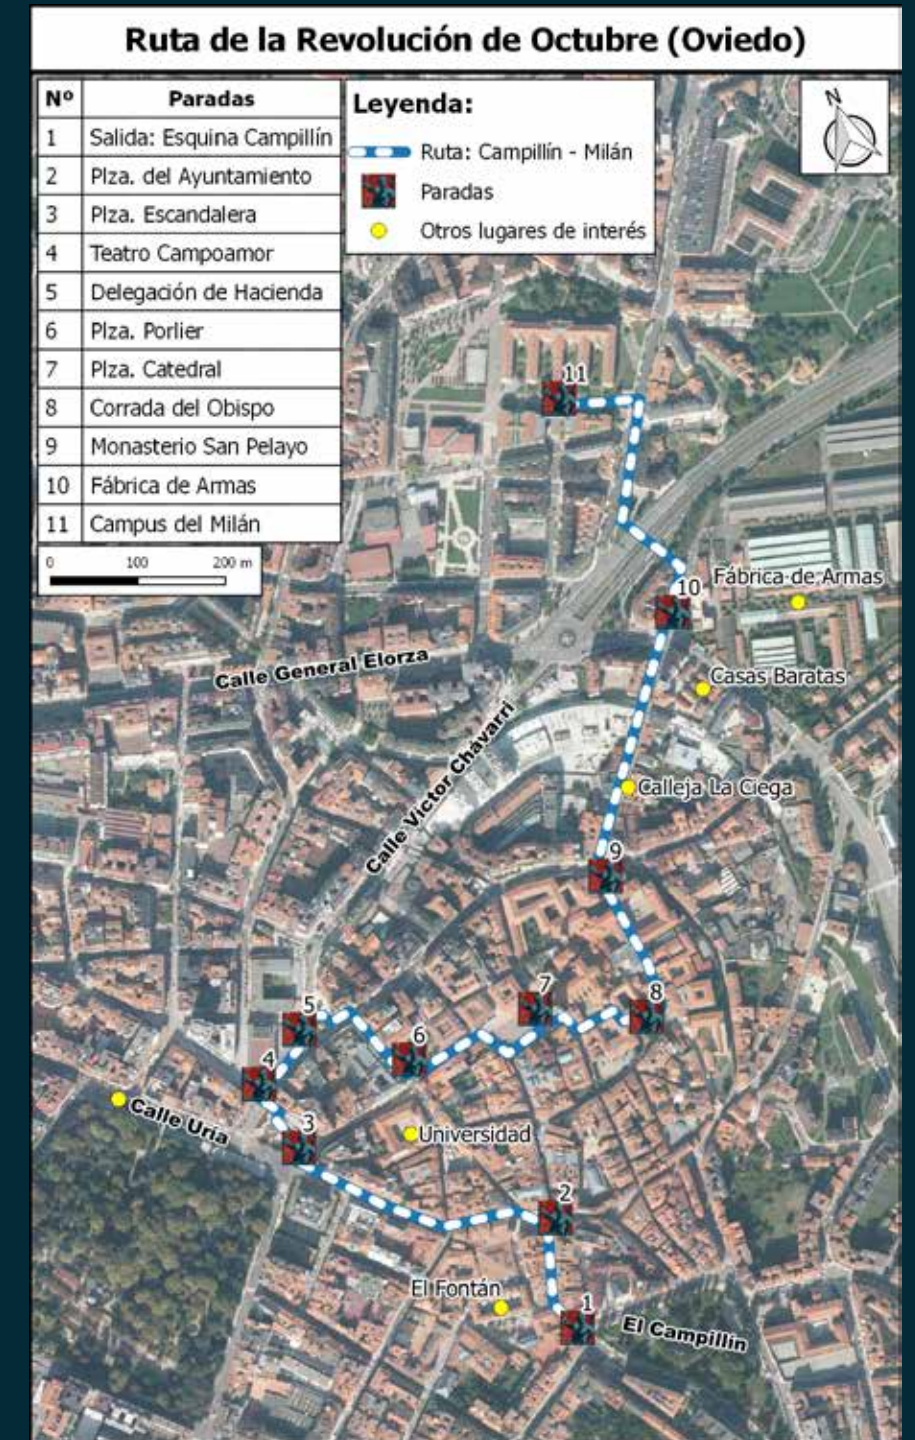 Ruta de la Revolución de Octubre (Oviedo)
Nº Paradas
1 Salida: Esquina Campillín
2 Plza. del Ayuntamiento
3 Plza. Escandalera
4 Teatro Campoamor
5 Delegación de Hacienda
6 Plza. Porlier
7 Plza. Catedral
8 Corrada del Obispo
9 Monasterio San Pelayo
10 Fábrica de Armas
11 Campus del Milán
Leyenda:
Ruta: Campillín - Milán
Paradas
Otros lugares de interés
N
0 100 200 m
11
10
Fábrica de Armas
Calle General Elorza
Casas Baratas
Calle Victor Chávarri
Calleja La Ciega
9
7
8
5
6
4
Calle Uría
3
Universidad
2
El Fontán
1
El Campillín